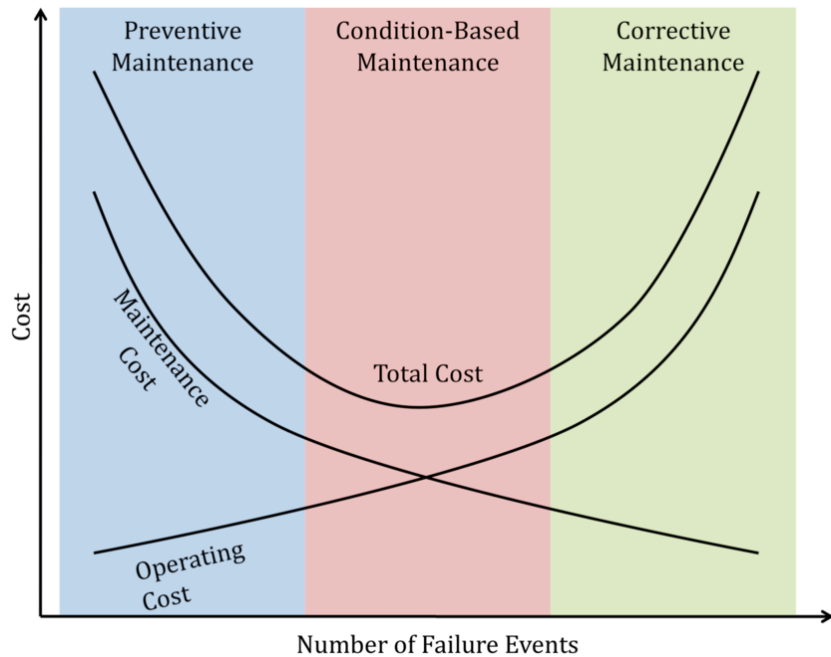 Preventive
Maintenance
Condition-Based
Maintenance
Corrective
Maintenance
Cost
Maintenance
Cost
Total Cost
Operating
Cost
Number of Failure Events